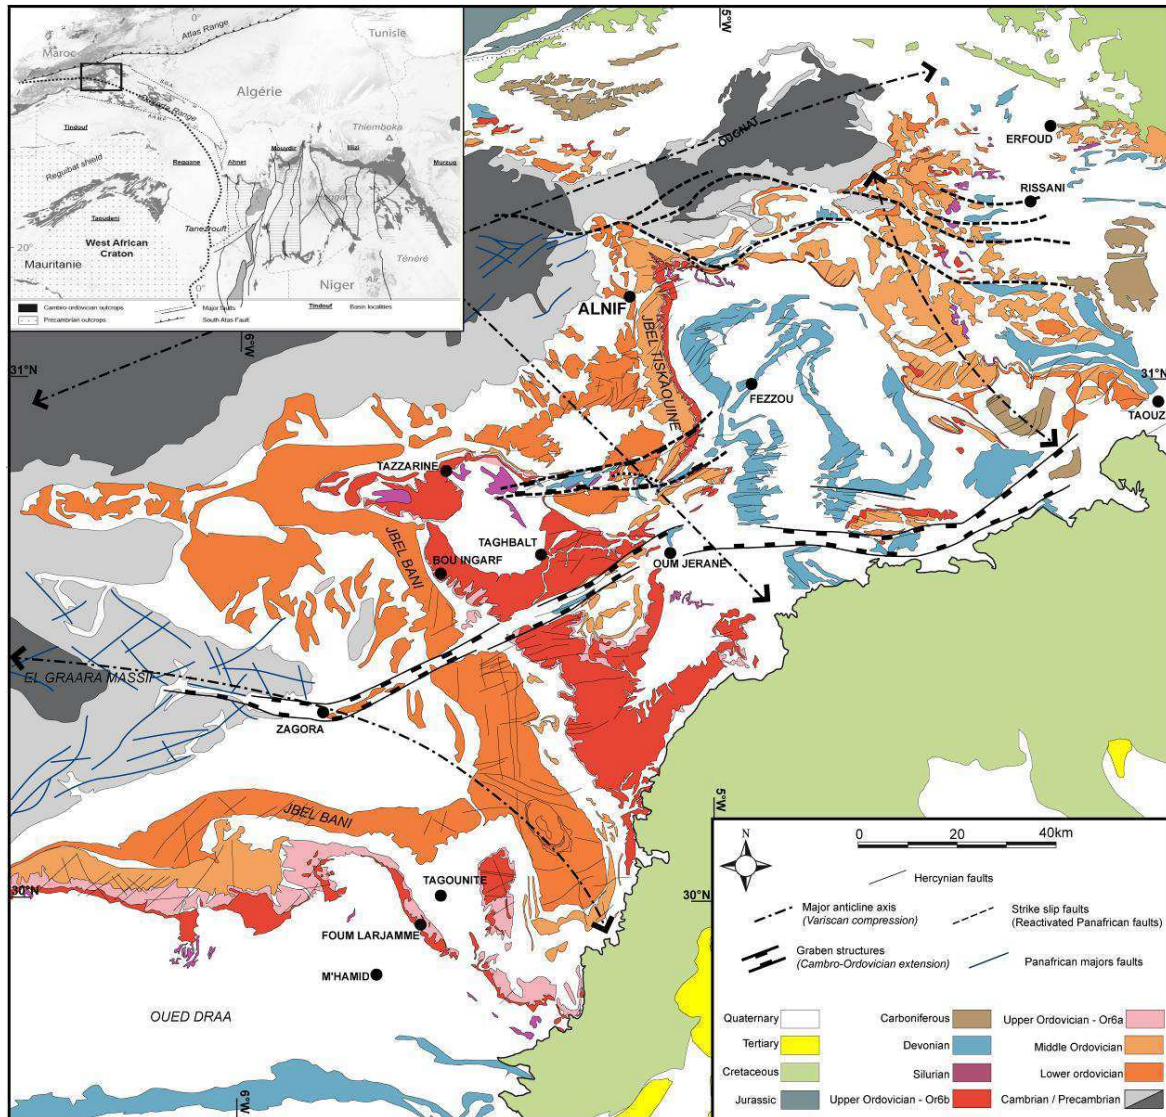 0°
Atlas Range
Tunisie
Maroc
Algérie
Ougarta Range
Tindouf
Thiemboka
Reguibat shield
Reggane
Ahnet
Mouydir
Illizi
Murzuq
Hoggar
Taoudeni
Tanezrouft
West African
Craton
20°
Ténéré
Mauritanie
Aïr
Niger
0°
Cambro-ordovician outcrops
Major faults
Tindouf
Basin localities
Precambrian outcrops
South Atlas Fault
5°W
OUGNAT
ERFOUD
RISSANI
ALNIF
6°W
31°N
JBEL TISKAOUINE
FEZZOU
31°N
TAOUZ
TAZZARINE
TAGHBALT
JBEL BANI
BOU INGARF
OUM JERANE
EL GRAARA MASSIF
ZAGORA
JBEL BANI
5°W
30°N
TAGOUNITE
30°N
FOUM LARJAMME
M'HAMID
OUED DRAA
6°W
N
0 20 40km
Hercynian faults
Major anticline axis
(Variscan compression)
Strike slip faults
(Reactivated Panafrican faults)
Graben structures
(Cambro-Ordovician extension)
Panafrican majors faults
Quaternary
Carboniferous
Upper Ordovician - Or6a
Tertiary
Devonian
Middle Ordovician
Cretaceous
Silurian
Lower ordovician
Jurassic
Upper Ordovician - Or6b
Cambrian / Precambrian